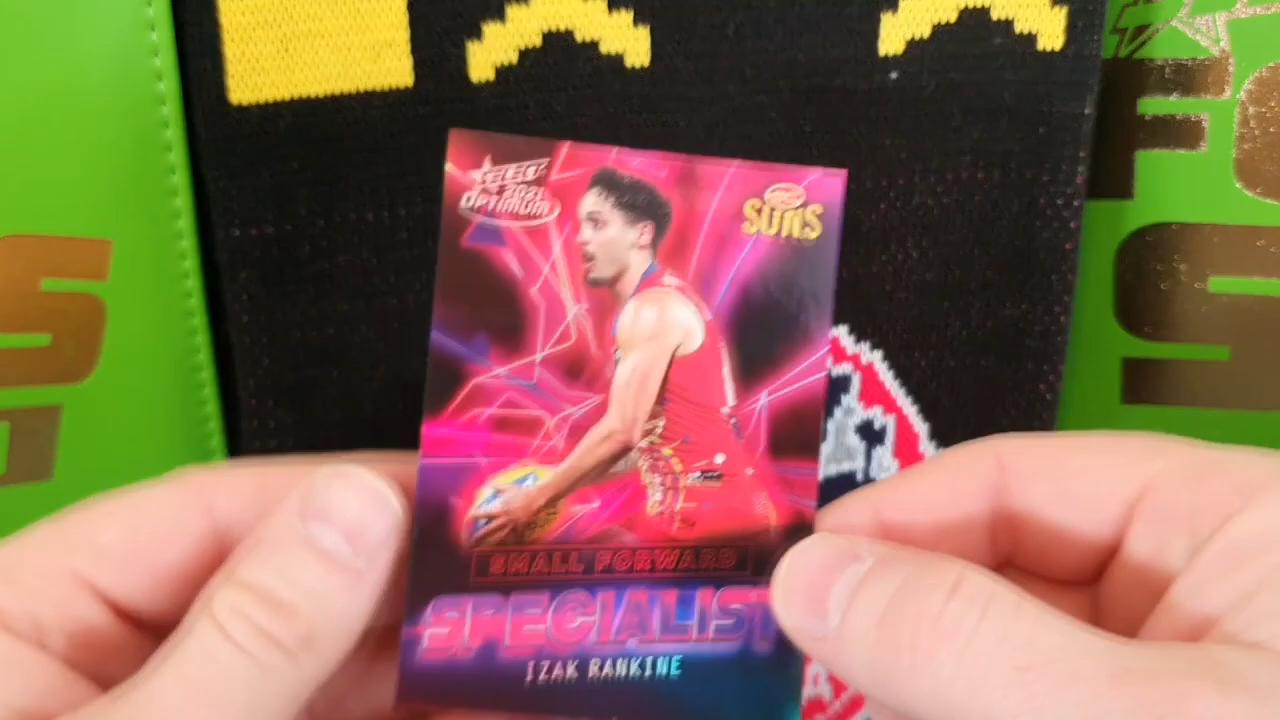 SELECT
2021
OPTIMUM
SUNS
SMALL FORWARD
SPECIALIST
IZAK RANKINE